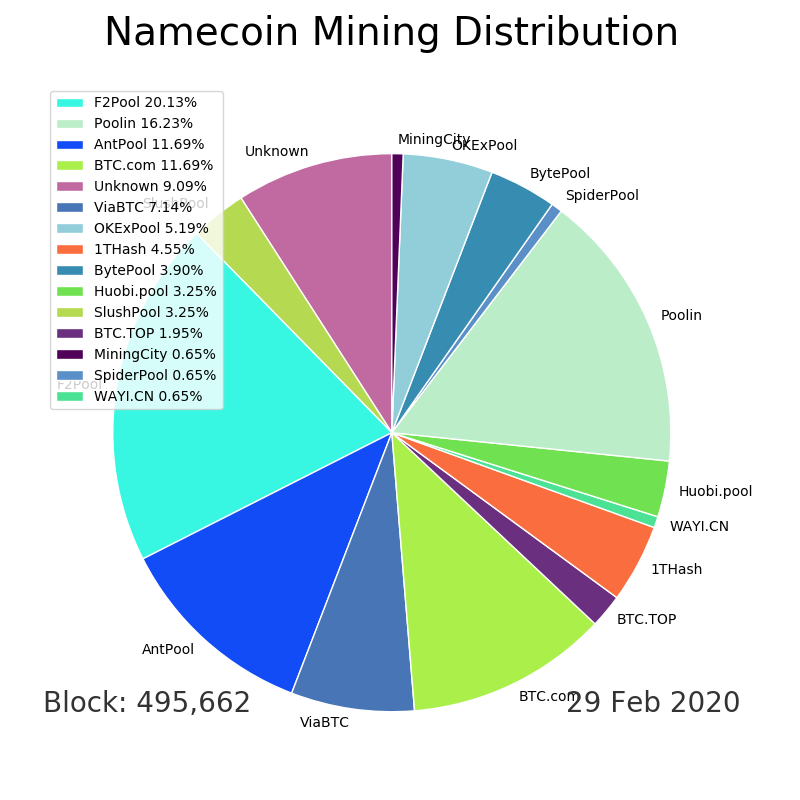 Namecoin Mining Distribution
F2Pool 20.13%
Poolin 16.23%
AntPool 11.69%
BTC.com 11.69%
Unknown 9.09%
ViaBTC 7.14%
OKExPool 5.19%
1THash 4.55%
BytePool 3.90%
Huobi.pool 3.25%
SlushPool 3.25%
BTC.TOP 1.95%
MiningCity 0.65%
SpiderPool 0.65%
WAYI.CN 0.65%
MiningCity
OKExPool
Unknown
BytePool
SpiderPool
SlushPool
Poolin
F2Pool
Huobi.pool
WAYI.CN
1THash
BTC.TOP
AntPool
BTC.com
ViaBTC
Block: 495,662
29 Feb 2020